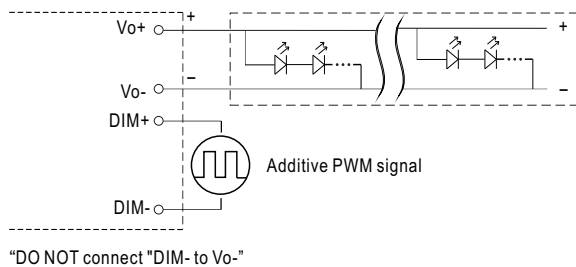 Vo+
+
+
−
−
Vo-
DIM+
Additive PWM signal
DIM-
“DO NOT connect "DIM- to Vo-”